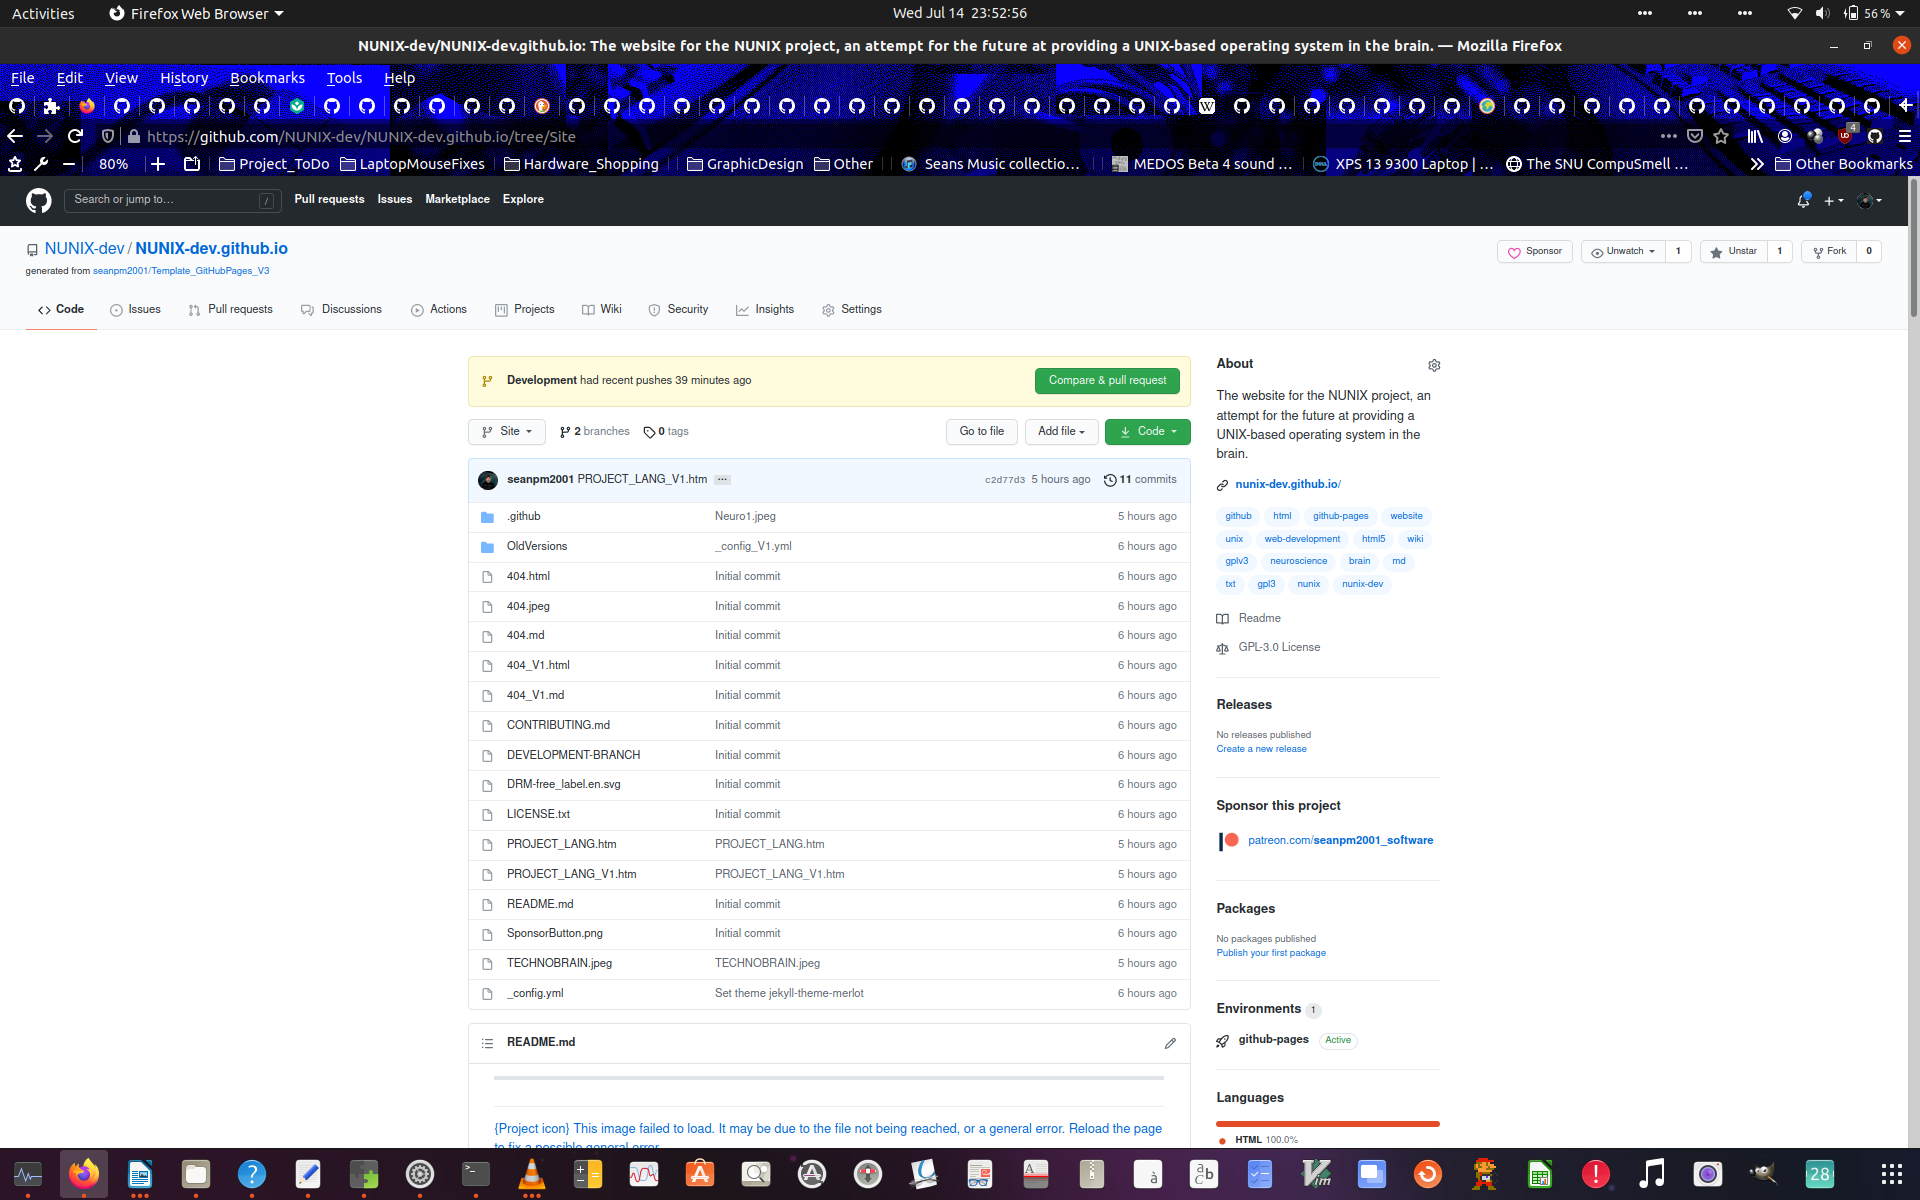 Activities Firefox Web Browser Wed Jul 14 23:52:56 56 %
NUNIX-dev/NUNIX-dev.github.io: The website for the NUNIX project, an attempt for the future at providing a UNIX-based operating system in the brain. — Mozilla Firefox
File Edit View History Bookmarks Tools Help
https://github.com/NUNIX-dev/NUNIX-dev.github.io/tree/Site 4
80% Project_ToDo LaptopMouseFixes Hardware_Shopping GraphicDesign Other Seans Music collectio… MEDOS Beta 4 sound … XPS 13 9300 Laptop | … The SNU CompuSmell … Other Bookmarks
Search or jump to… / Pull requests Issues Marketplace Explore
NUNIX-dev / NUNIX-dev.github.io Sponsor Unwatch 1 Unstar 1 Fork 0
generated from seanpm2001/Template_GitHubPages_V3
Code Issues Pull requests Discussions Actions Projects Wiki Security Insights Settings
Development had recent pushes 39 minutes ago Compare & pull request
Site 2 branches 0 tags Go to file Add file Code
seanpm2001 PROJECT_LANG_V1.htm ... c2d77d3 5 hours ago 11 commits
.github Neuro1.jpeg 5 hours ago
OldVersions _config_V1.yml 6 hours ago
404.html Initial commit 6 hours ago
404.jpeg Initial commit 6 hours ago
404.md Initial commit 6 hours ago
404_V1.html Initial commit 6 hours ago
404_V1.md Initial commit 6 hours ago
CONTRIBUTING.md Initial commit 6 hours ago
DEVELOPMENT-BRANCH Initial commit 6 hours ago
DRM-free_label.en.svg Initial commit 6 hours ago
LICENSE.txt Initial commit 6 hours ago
PROJECT_LANG.htm PROJECT_LANG.htm 5 hours ago
PROJECT_LANG_V1.htm PROJECT_LANG_V1.htm 5 hours ago
README.md Initial commit 6 hours ago
SponsorButton.png Initial commit 6 hours ago
TECHNOBRAIN.jpeg TECHNOBRAIN.jpeg 5 hours ago
_config.yml Set theme jekyll-theme-merlot 6 hours ago
README.md
{Project icon} This image failed to load. It may be due to the file not being reached, or a general error. Reload the page
to fix a possible general error.
About
The website for the NUNIX project, an
attempt for the future at providing a
UNIX-based operating system in the
brain.
nunix-dev.github.io/
github html github-pages website
unix web-development html5 wiki
gplv3 neuroscience brain md
txt gpl3 nunix nunix-dev
Readme
GPL-3.0 License
Releases
No releases published
Create a new release
Sponsor this project
patreon.com/seanpm2001_software
Packages
No packages published
Publish your first package
Environments 1
github-pages Active
Languages
HTML 100.0%
28